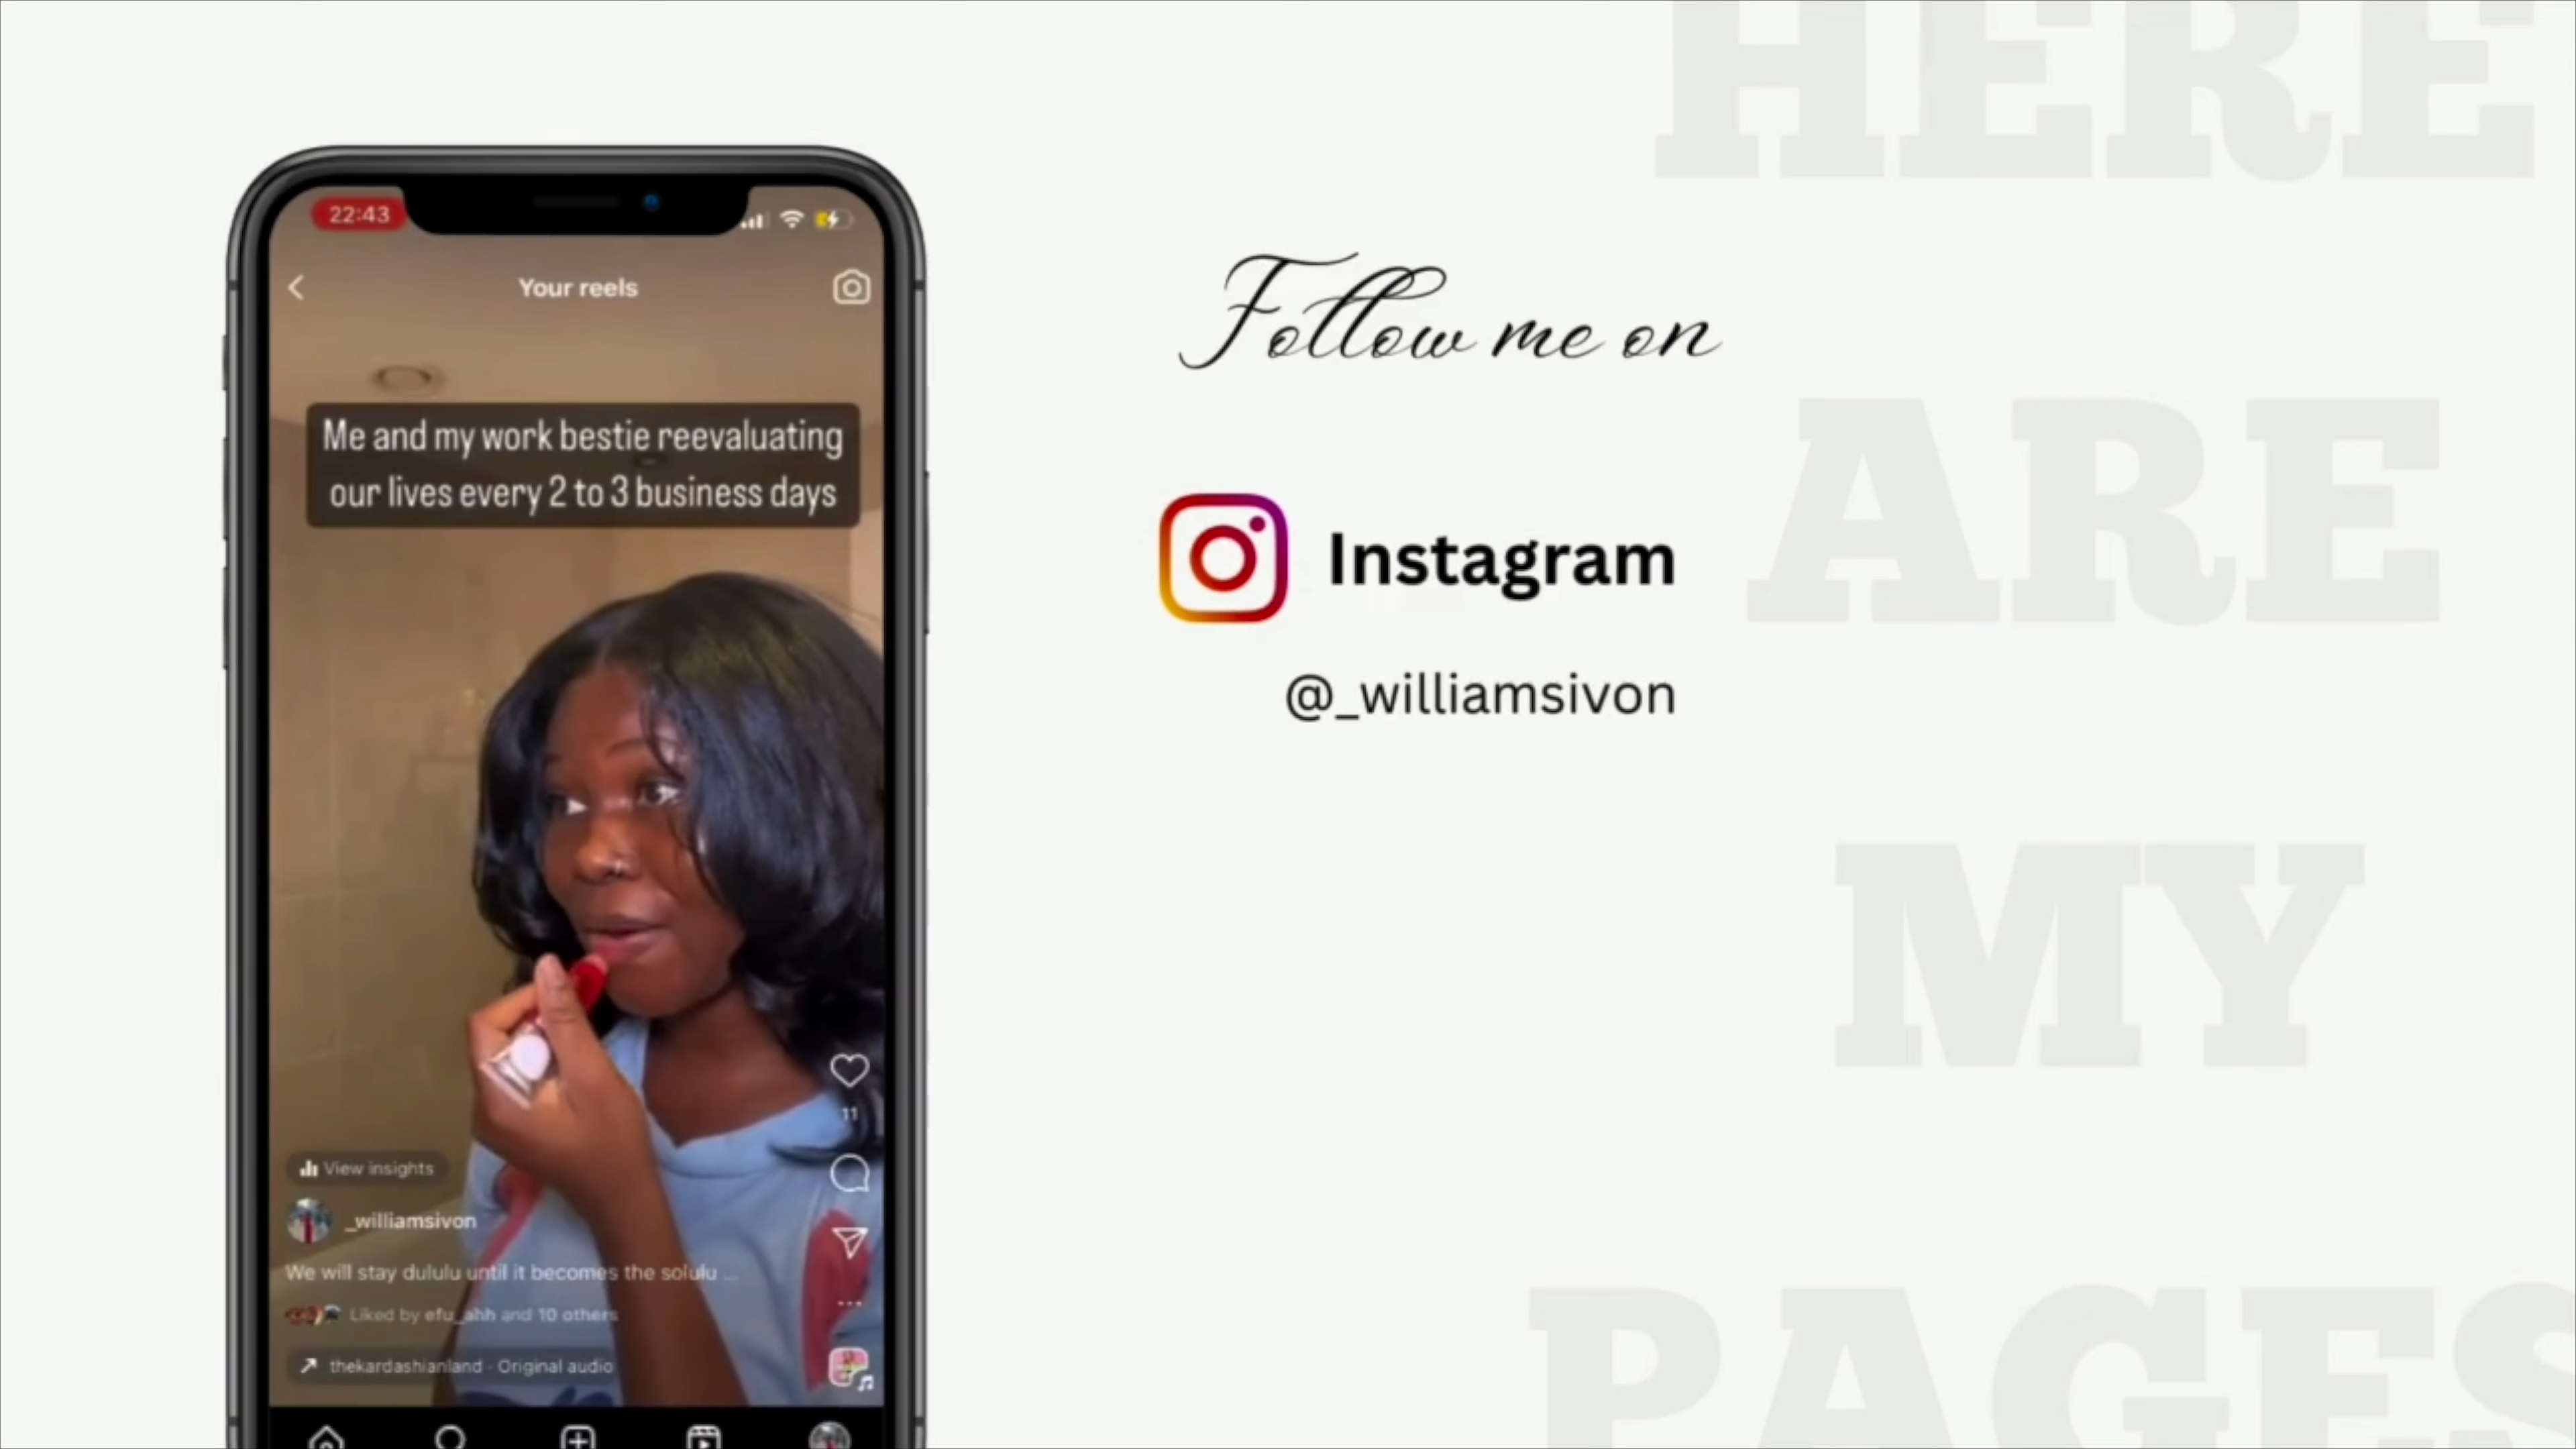 HERE
ARE
MY
PAGES
22:43
Your reels
Me and my work bestie reevaluating
our lives every 2 to 3 business days
11
View insights
_williamsivon
We will stay dululu until it becomes the solulu ...
Liked by efu_ahh and 10 others
thekardashianland · Original audio
Follow me on
Instagram
@_williamsivon